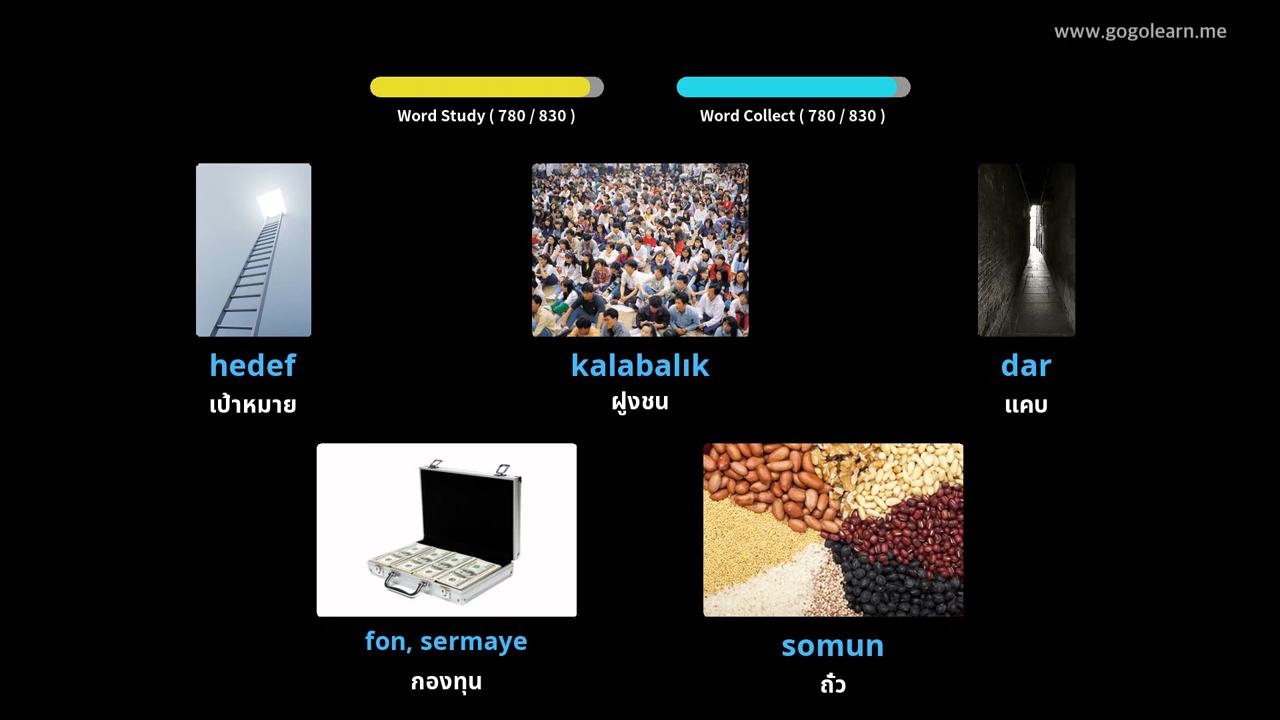 www.gogolearn.me
Word Study ( 780 / 830 )
Word Collect ( 780 / 830 )
hedef
เป้าหมาย
kalabalık
ฝูงชน
dar
แคบ
fon, sermaye
กองทุน
somun
ถั่ว